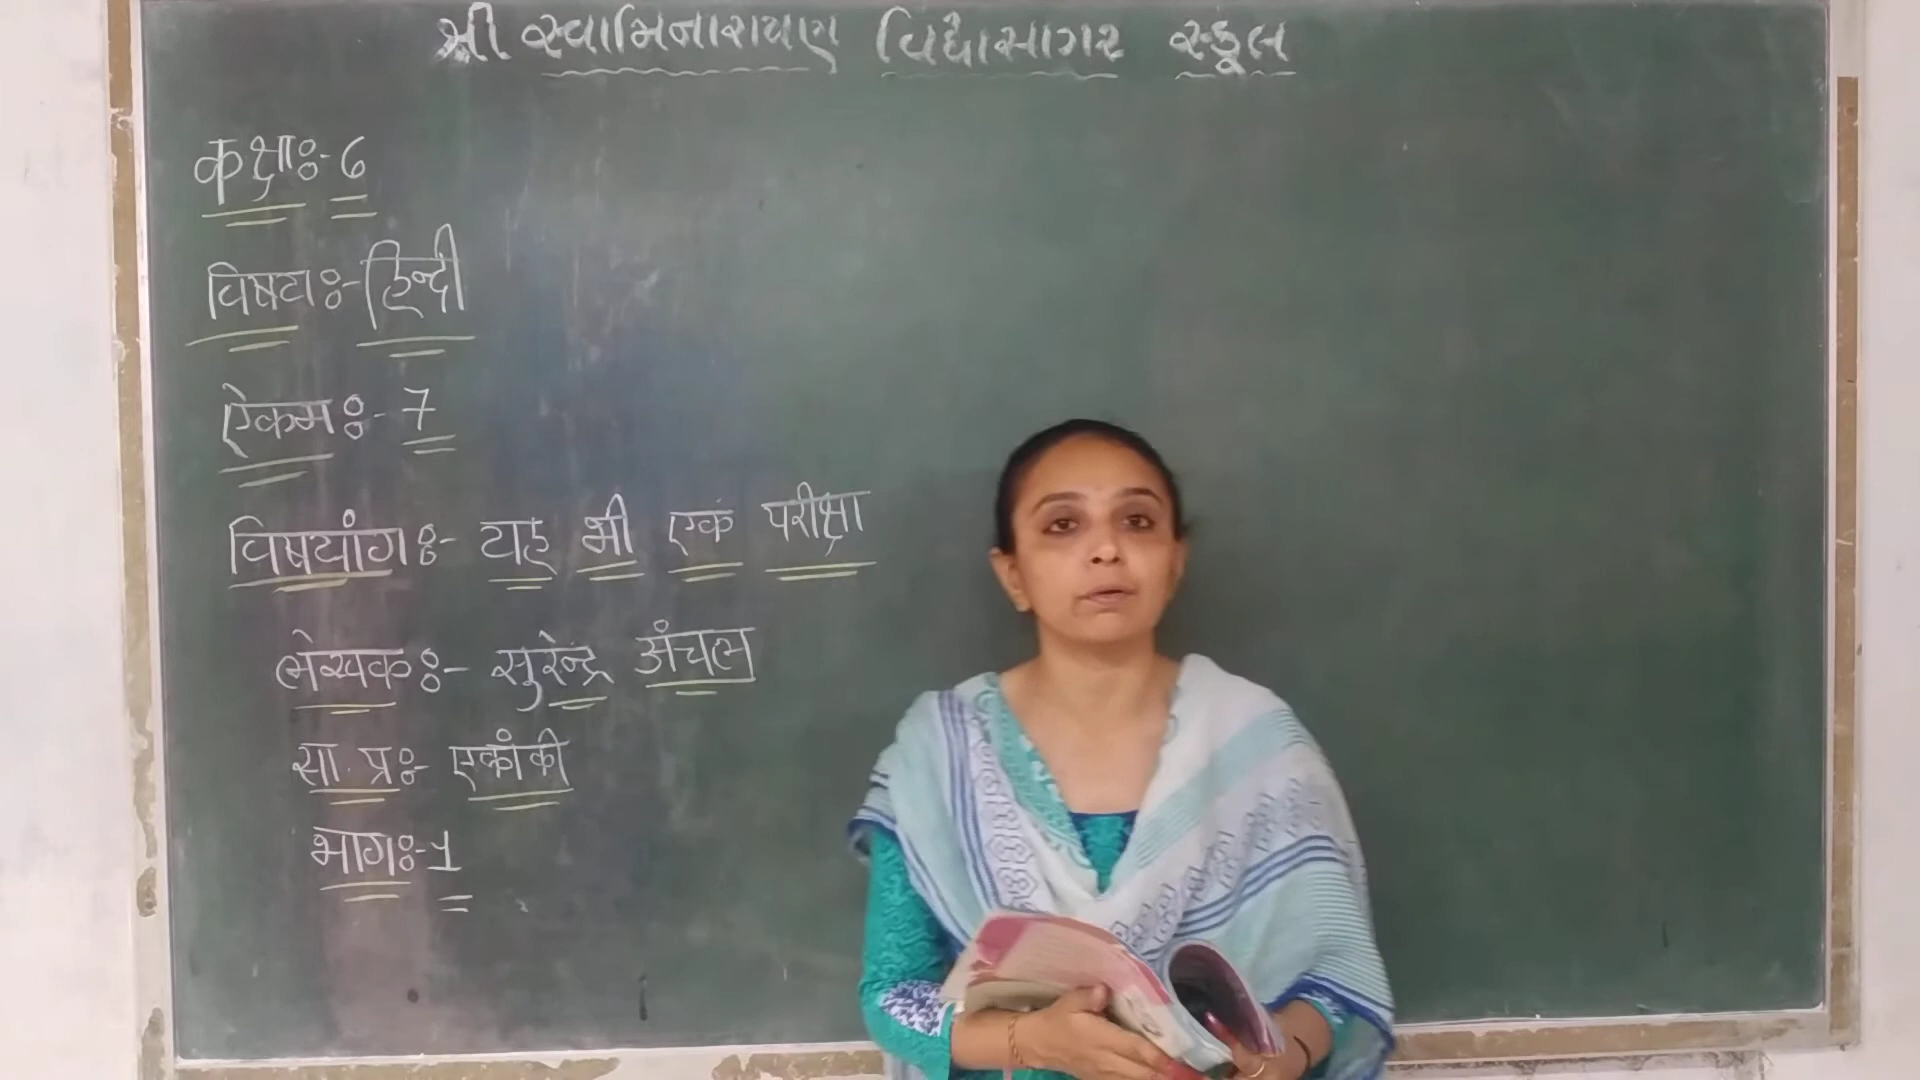 શ્રી સ્વામિનારાયણ વિદ્યાસાગર સ્કૂલ
कक्षाः- 6
विषयः- हिन्दी
ऐकमः- 7
विषयांगः- यह भी एक परीक्षा
लेखकः- सुरेन्द्र अंचल
सा. प्रः- एकांकी
भागः- 1